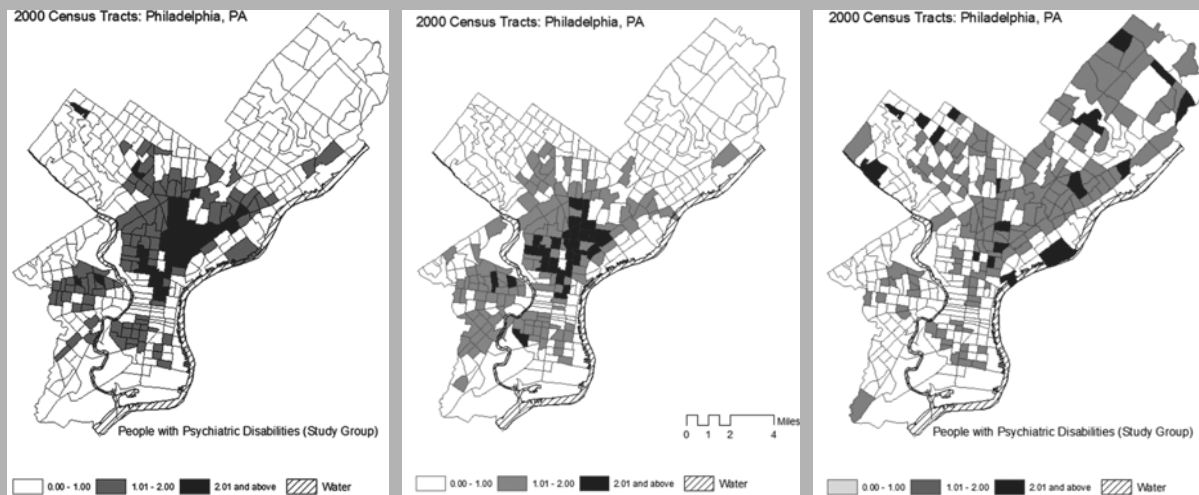 2000 Census Tracts: Philadelphia, PA
People with Psychiatric Disabilities (Study Group)
0.00 - 1.00 1.01 - 2.00 2.01 and above Water
2000 Census Tracts: Philadelphia, PA
Miles
0 1 2 4
0.00 - 1.00 1.01 - 2.00 2.01 and above Water
2000 Census Tracts: Philadelphia, PA
People with Psychiatric Disabilities (Study Group)
0.00 - 1.00 1.01 - 2.00 2.01 and above Water